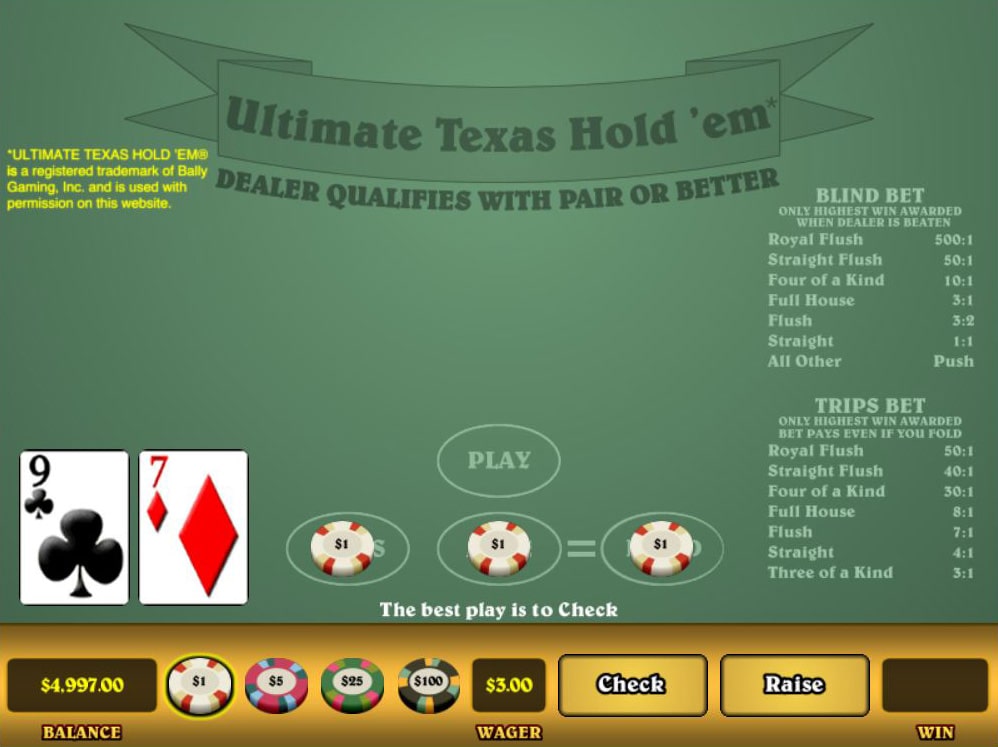 Ultimate Texas Hold 'em*
*ULTIMATE TEXAS HOLD 'EM®
is a registered trademark of Bally
Gaming, Inc. and is used with
permission on this website.
DEALER QUALIFIES WITH PAIR OR BETTER
BLIND BET
ONLY HIGHEST WIN AWARDED
WHEN DEALER IS BEATEN
Royal Flush 500:1
Straight Flush 50:1
Four of a Kind 10:1
Full House 3:1
Flush 3:2
Straight 1:1
All Other Push
TRIPS BET
ONLY HIGHEST WIN AWARDED
BET PAYS EVEN IF YOU FOLD
Royal Flush 50:1
Straight Flush 40:1
Four of a Kind 30:1
Full House 8:1
Flush 7:1
Straight 4:1
Three of a Kind 3:1
9 7
PLAY
$1 $1 = $1
The best play is to Check
$4,997.00 $1 $5 $25 $100 $3.00 Check Raise
BALANCE WAGER WIN